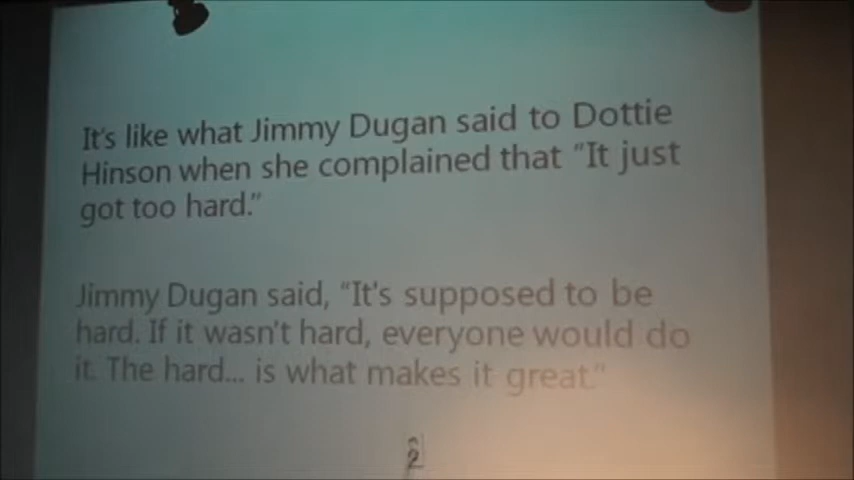 It's like what Jimmy Dugan said to Dottie
Hinson when she complained that "It just
got too hard."
Jimmy Dugan said, "It's supposed to be
hard. If it wasn't hard, everyone would do
it. The hard... is what makes it great."